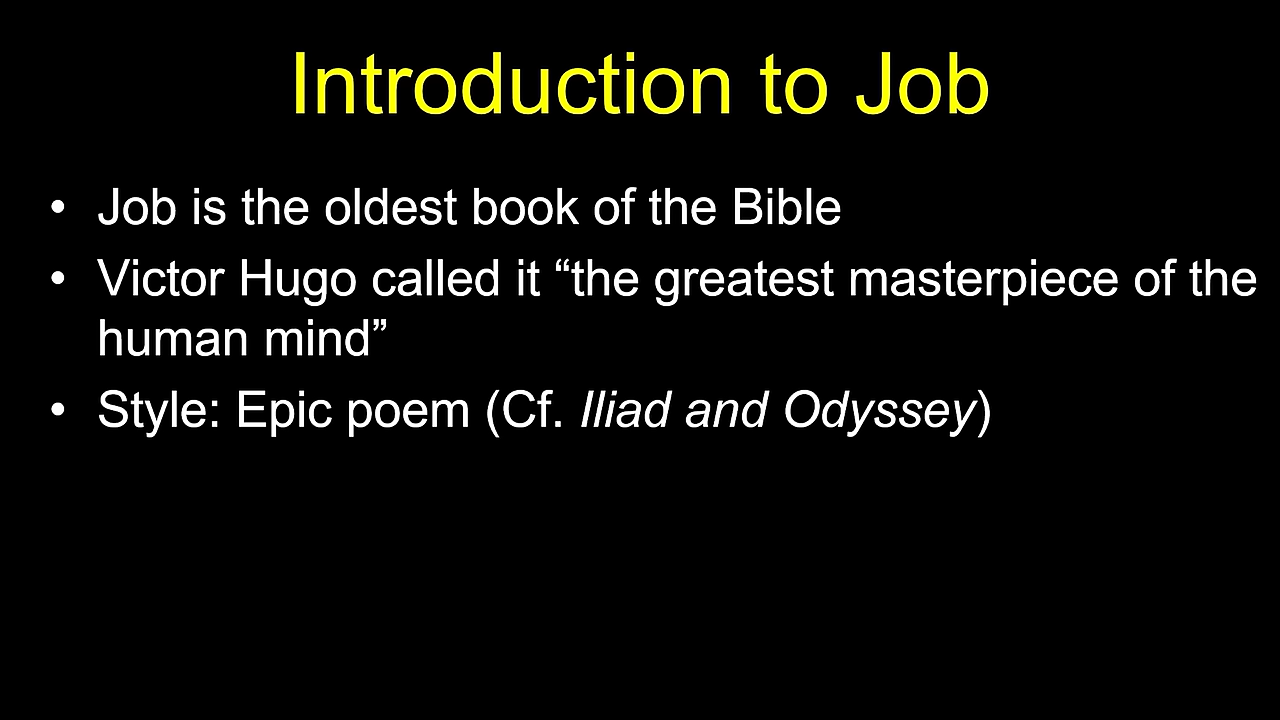 Introduction to Job
• Job is the oldest book of the Bible
• Victor Hugo called it “the greatest masterpiece of the
human mind”
• Style: Epic poem (Cf. Iliad and Odyssey)